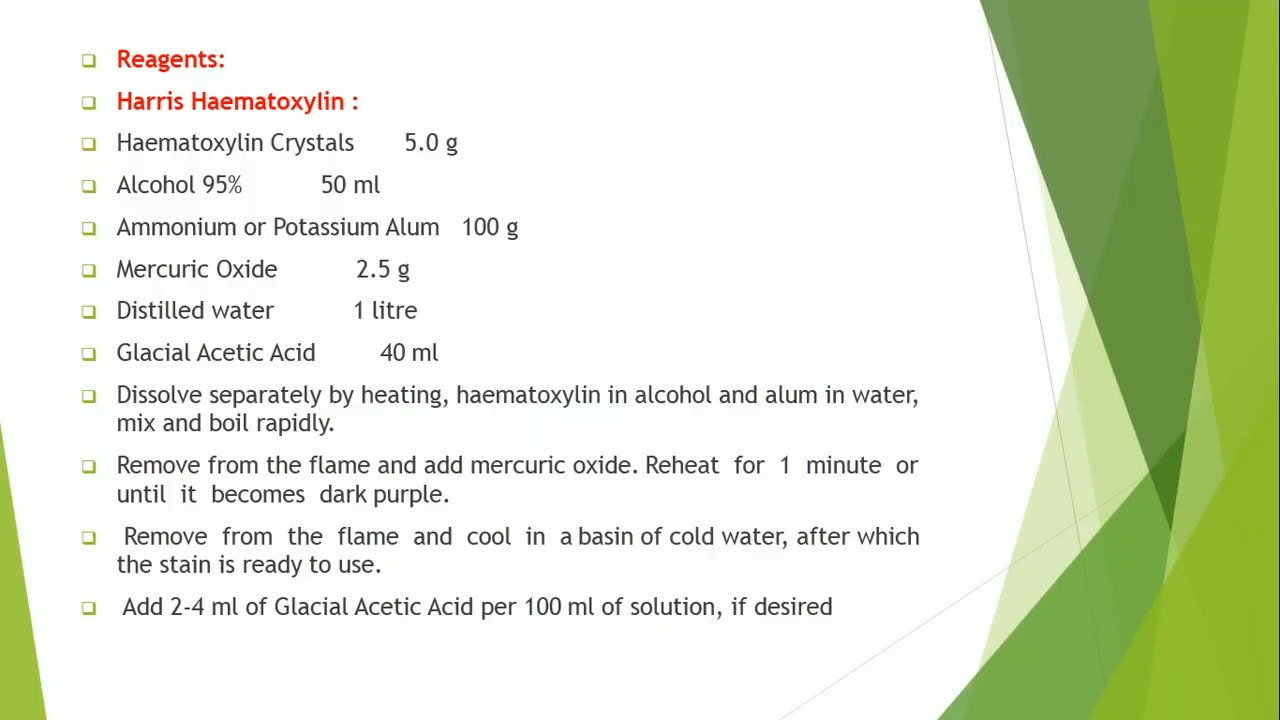 Reagents:
Harris Haematoxylin :
Haematoxylin Crystals 5.0 g
Alcohol 95% 50 ml
Ammonium or Potassium Alum 100 g
Mercuric Oxide 2.5 g
Distilled water 1 litre
Glacial Acetic Acid 40 ml
Dissolve separately by heating, haematoxylin in alcohol and alum in water,
mix and boil rapidly.
Remove from the flame and add mercuric oxide. Reheat for 1 minute or
until it becomes dark purple.
Remove from the flame and cool in a basin of cold water, after which
the stain is ready to use.
Add 2-4 ml of Glacial Acetic Acid per 100 ml of solution, if desired